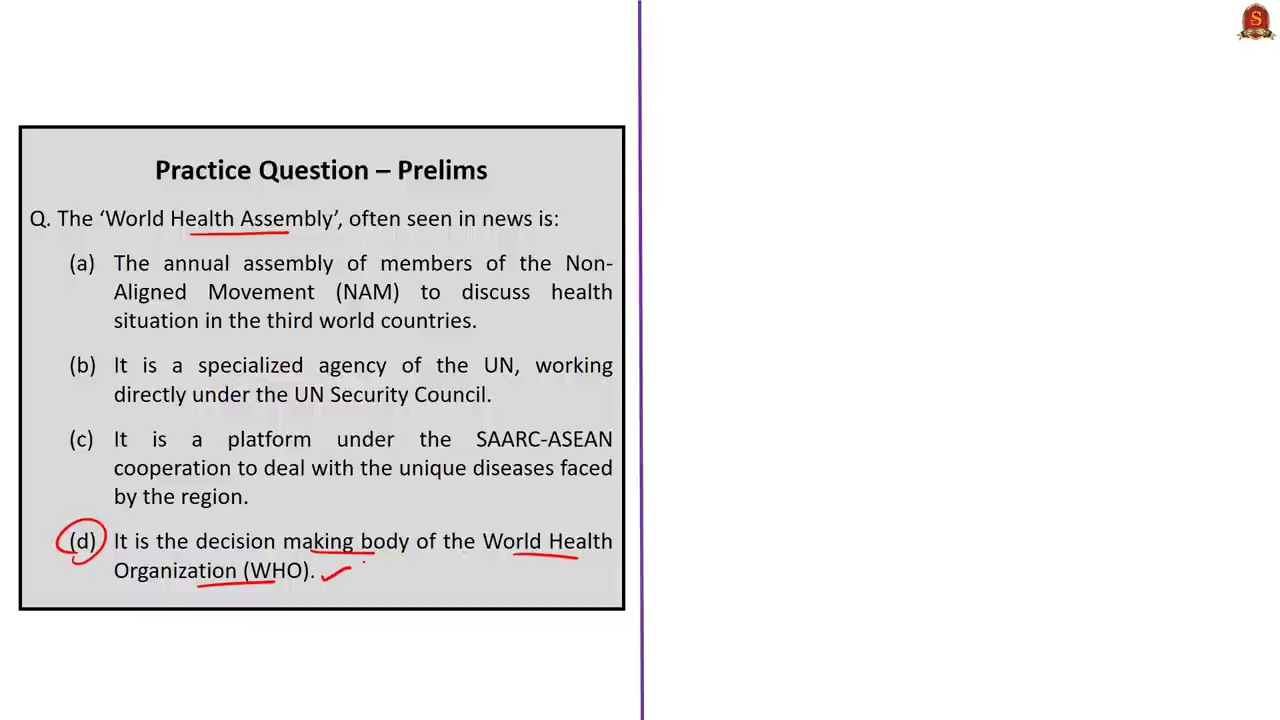 Practice Question – Prelims
Q. The ‘World Health Assembly’, often seen in news is:
(a) The annual assembly of members of the Non-
Aligned Movement (NAM) to discuss health
situation in the third world countries.
(b) It is a specialized agency of the UN, working
directly under the UN Security Council.
(c) It is a platform under the SAARC-ASEAN
cooperation to deal with the unique diseases faced
by the region.
(d) It is the decision making body of the World Health
Organization (WHO).
S